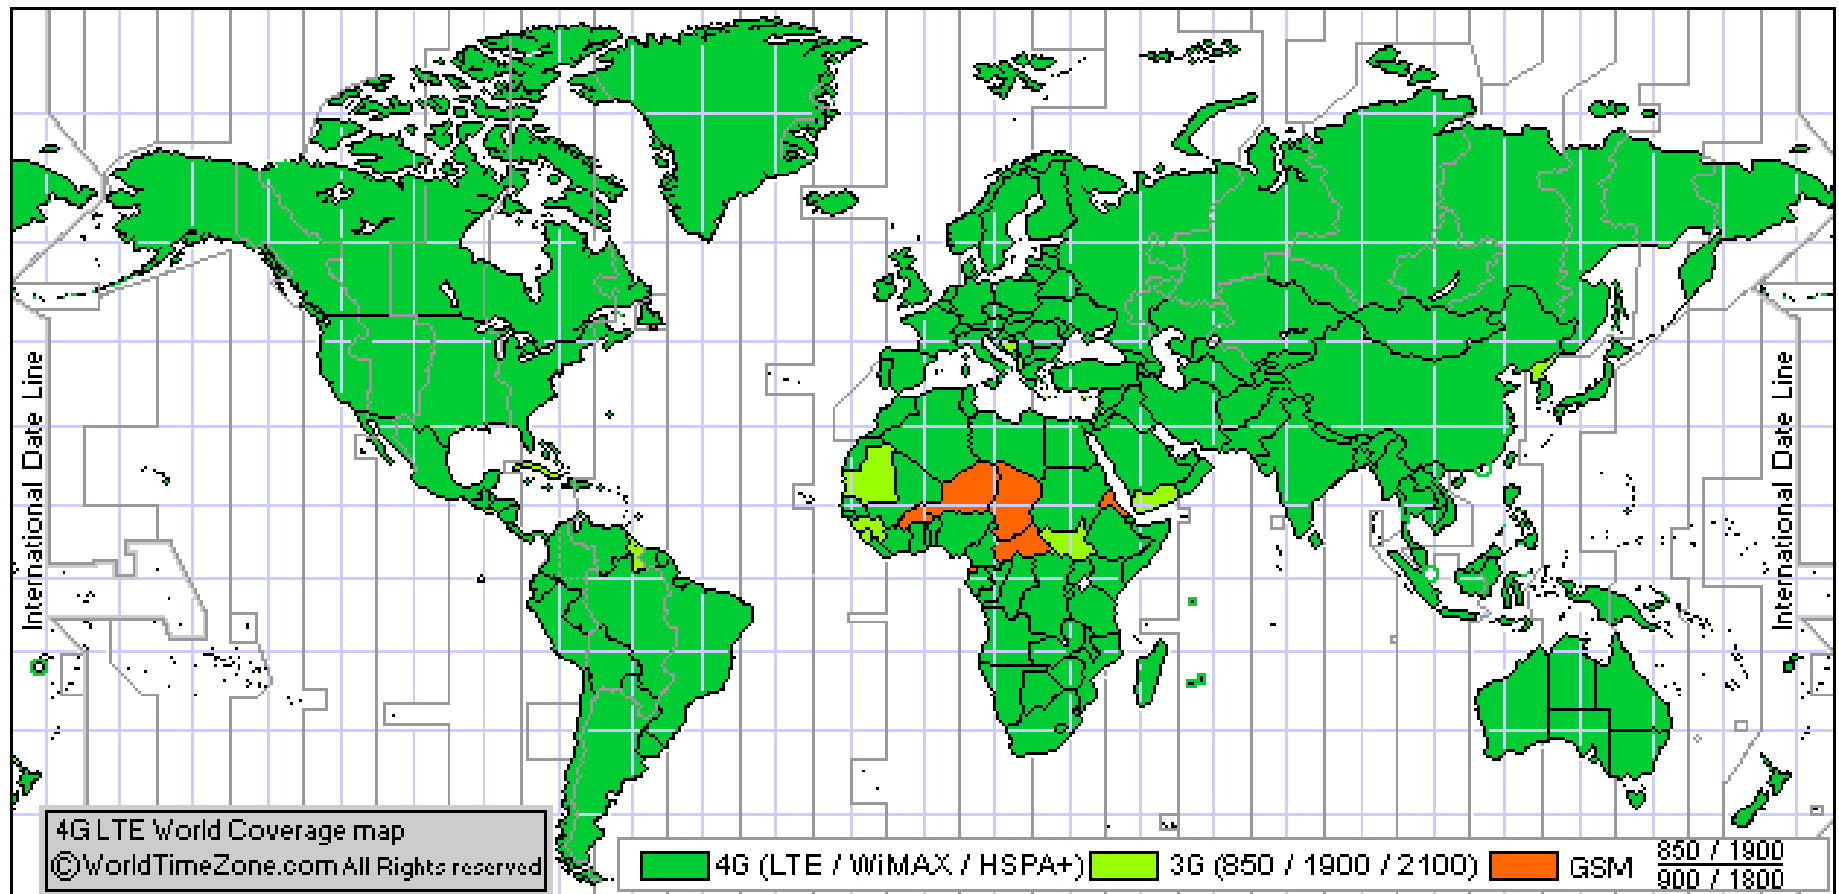 International Date Line
International Date Line
4G LTE World Coverage map
©WorldTimeZone.com All Rights reserved
4G (LTE / WiMAX / HSPA+) 3G (850 / 1900 / 2100) GSM 850 / 1900
900 / 1800